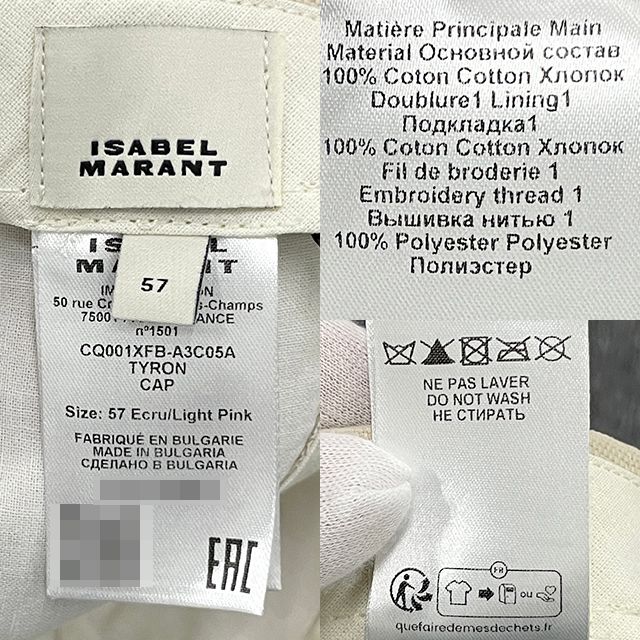 ISABEL
MARANT
57
50 rue
-Champs
n°1501
CQ001XFB-A3C05A
TYRON
CAP
Size: 57 Ecru/Light Pink
FABRIQUÉ EN BULGARIE
MADE IN BULGARIA
СДЕЛАНО В БОЛГАРИЯ
EAC
Matière Principale Main
Material Основной состав
100% Coton Cotton Хлопок
Doublure1 Lining1
Подкладка1
100% Coton Cotton Хлопок
Fil de broderie 1
Embroidery thread 1
Вышивка нитью 1
100% Polyester Polyester
Полиэстер
NE PAS LAVER
DO NOT WASH
НЕ СТИРАТЬ
FR
ou
quefairedemesdechets.fr